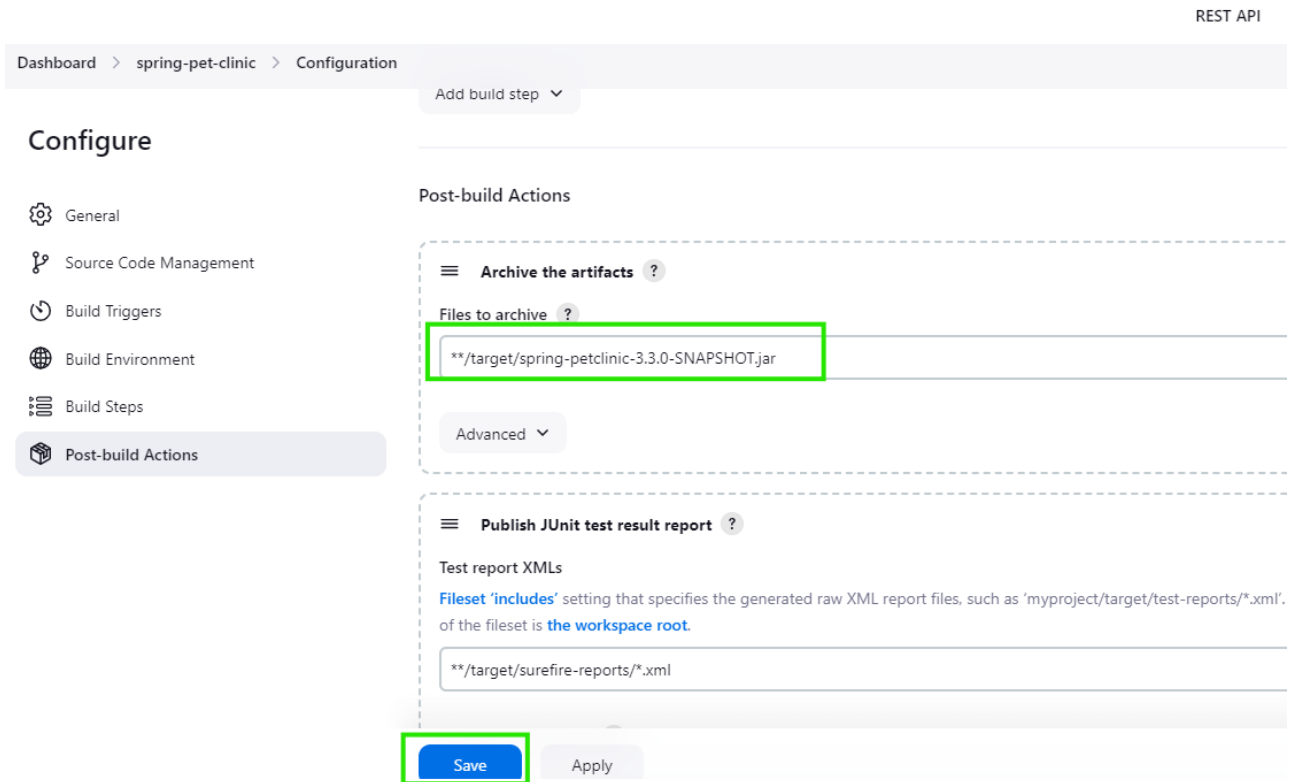 REST API
Dashboard > spring-pet-clinic > Configuration
Add build step
Configure
General
Source Code Management
Build Triggers
Build Environment
Build Steps
Post-build Actions
Post-build Actions
Archive the artifacts ?
Files to archive ?
**/target/spring-petclinic-3.3.0-SNAPSHOT.jar
Advanced
Publish JUnit test result report ?
Test report XMLs
Fileset ‘includes’ setting that specifies the generated raw XML report files, such as ‘myproject/target/test-reports/*.xml’.
of the fileset is the workspace root.
**/target/surefire-reports/*.xml
Save Apply